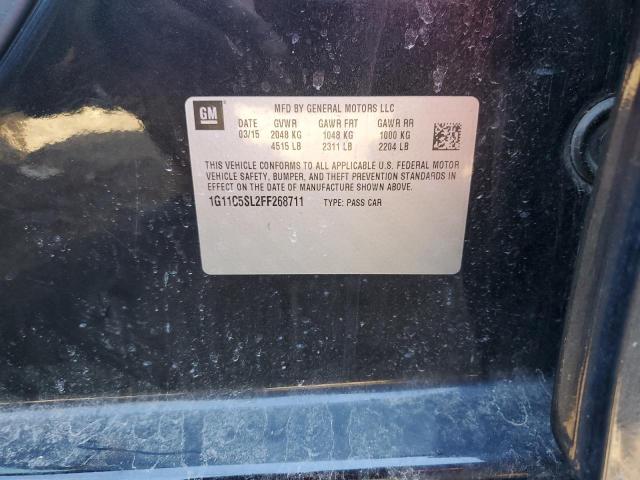 GM
MFD BY GENERAL MOTORS LLC
DATE GVWR GAWR FRT GAWR RR
03/15 2048 KG 1048 KG 1000 KG
4515 LB 2311 LB 2204 LB
THIS VEHICLE CONFORMS TO ALL APPLICABLE U.S. FEDERAL MOTOR
VEHICLE SAFETY, BUMPER, AND THEFT PREVENTION STANDARDS IN
EFFECT ON THE DATE OF MANUFACTURE SHOWN ABOVE.
1G11C5SL2FF268711 TYPE: PASS CAR